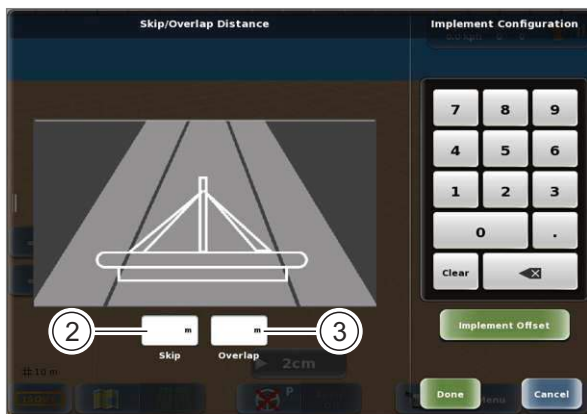 Skip/Overlap Distance
Implement Configuration
7 8 9
4 5 6
1 2 3
0 .
Clear
2
m
m
3
Skip
Overlap
Implement Offset
2cm
10 m
P
Done
Cancel